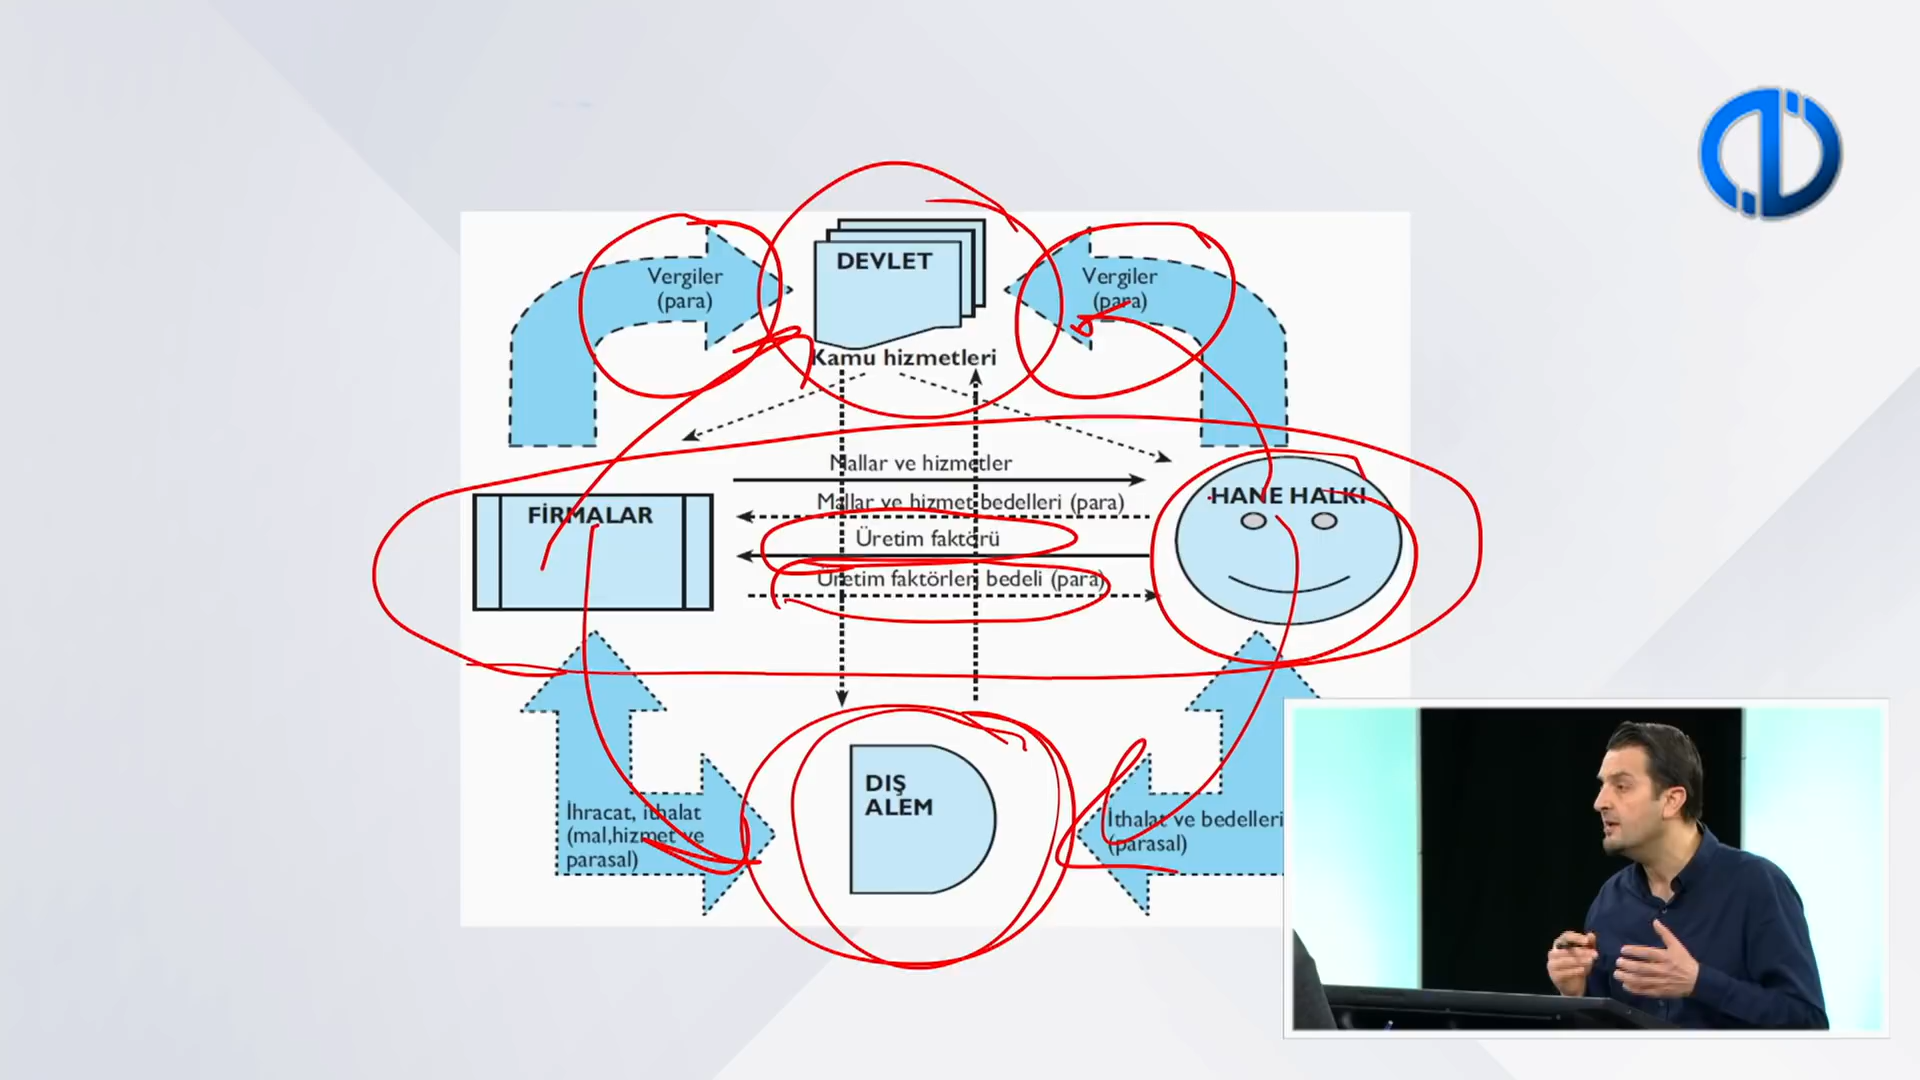 DEVLET
Vergiler
(para)
Vergiler
(para)
Kamu hizmetleri
Mallar ve hizmetler
Mallar ve hizmet bedelleri (para)
Üretim faktörü
Üretim faktörleri bedeli (para)
FİRMALAR
HANE HALKI
DIŞ
ALEM
İhracat, ithalat
(mal,hizmet ve
parasal)
İthalat ve bedelleri
(parasal)